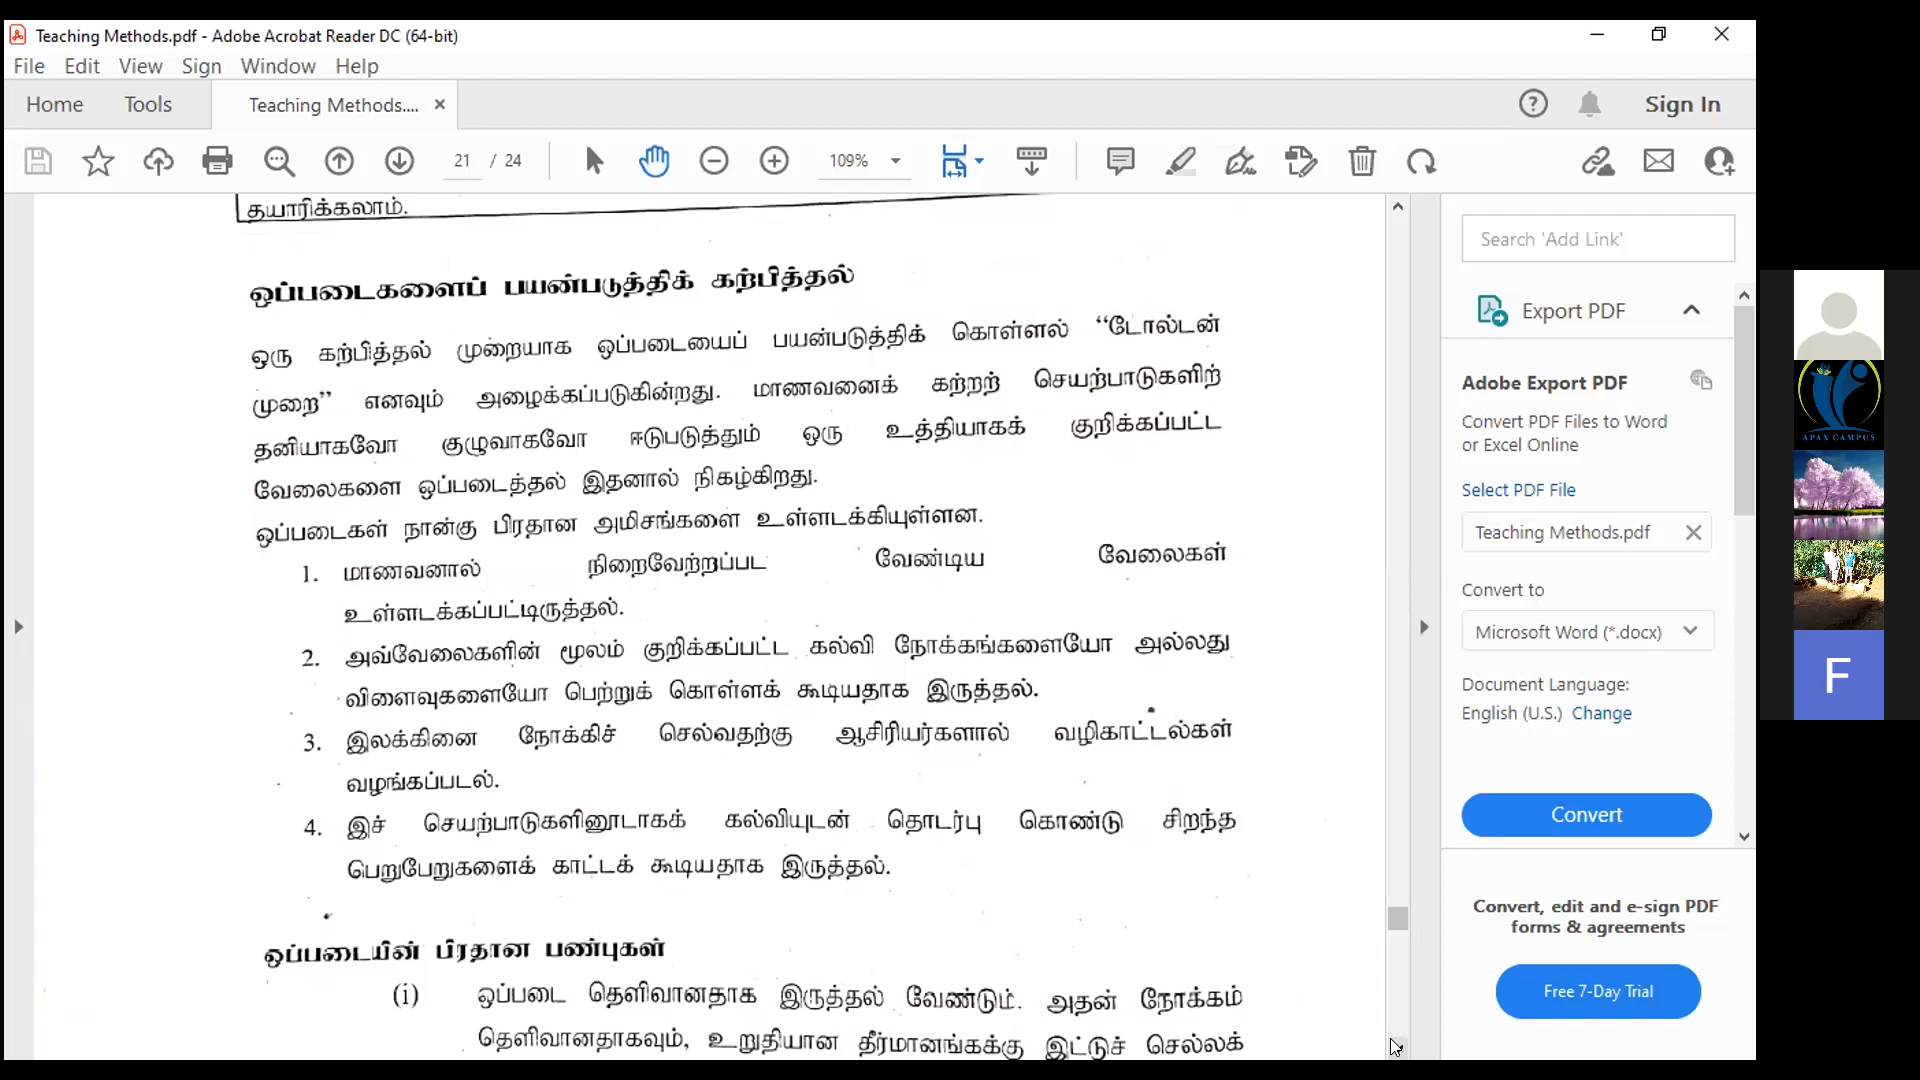 Teaching Methods.pdf - Adobe Acrobat Reader DC (64-bit)
File Edit View Sign Window Help
Home Tools Teaching Methods.... × Sign In
21 / 24 109%
தயாரிக்கலாம்.
ஒப்படைகளைப் பயன்படுத்திக் கற்பித்தல்
ஒரு கற்பித்தல் முறையாக ஒப்படையைப் பயன்படுத்திக் கொள்ளல் “டோல்டன்
முறை” எனவும் அழைக்கப்படுகின்றது. மாணவனைக் கற்றற் செயற்பாடுகளிற்
தனியாகவோ குழுவாகவோ ஈடுபடுத்தும் ஒரு உத்தியாகக் குறிக்கப்பட்ட
வேலைகளை ஒப்படைத்தல் இதனால் நிகழ்கிறது.
ஒப்படைகள் நான்கு பிரதான அமிசங்களை உள்ளடக்கியுள்ளன.
1. மாணவனால் நிறைவேற்றப்பட வேண்டிய வேலைகள்
உள்ளடக்கப்பட்டிருத்தல்.
2. அவ்வேலைகளின் மூலம் குறிக்கப்பட்ட கல்வி நோக்கங்களையோ அல்லது
விளைவுகளையோ பெற்றுக் கொள்ளக் கூடியதாக இருத்தல்.
3. இலக்கினை நோக்கிச் செல்வதற்கு ஆசிரியர்களால் வழிகாட்டல்கள்
வழங்கப்படல்.
4. இச் செயற்பாடுகளினூடாகக் கல்வியுடன் தொடர்பு கொண்டு சிறந்த
பெறுபேறுகளைக் காட்டக் கூடியதாக இருத்தல்.
ஒப்படையின் பிரதான பண்புகள்
(i) ஒப்படை தெளிவானதாக இருத்தல் வேண்டும். அதன் நோக்கம்
தெளிவானதாகவும், உறுதியான தீர்மானங்கக்கு இட்டுச் செல்லக்
Search 'Add Link'
Export PDF
Adobe Export PDF
Convert PDF Files to Word
or Excel Online
Select PDF File
Teaching Methods.pdf
Convert to
Microsoft Word (*.docx)
Document Language:
English (U.S.) Change
Convert
Convert, edit and e-sign PDF
forms & agreements
Free 7-Day Trial
APAX CAMPUS
F